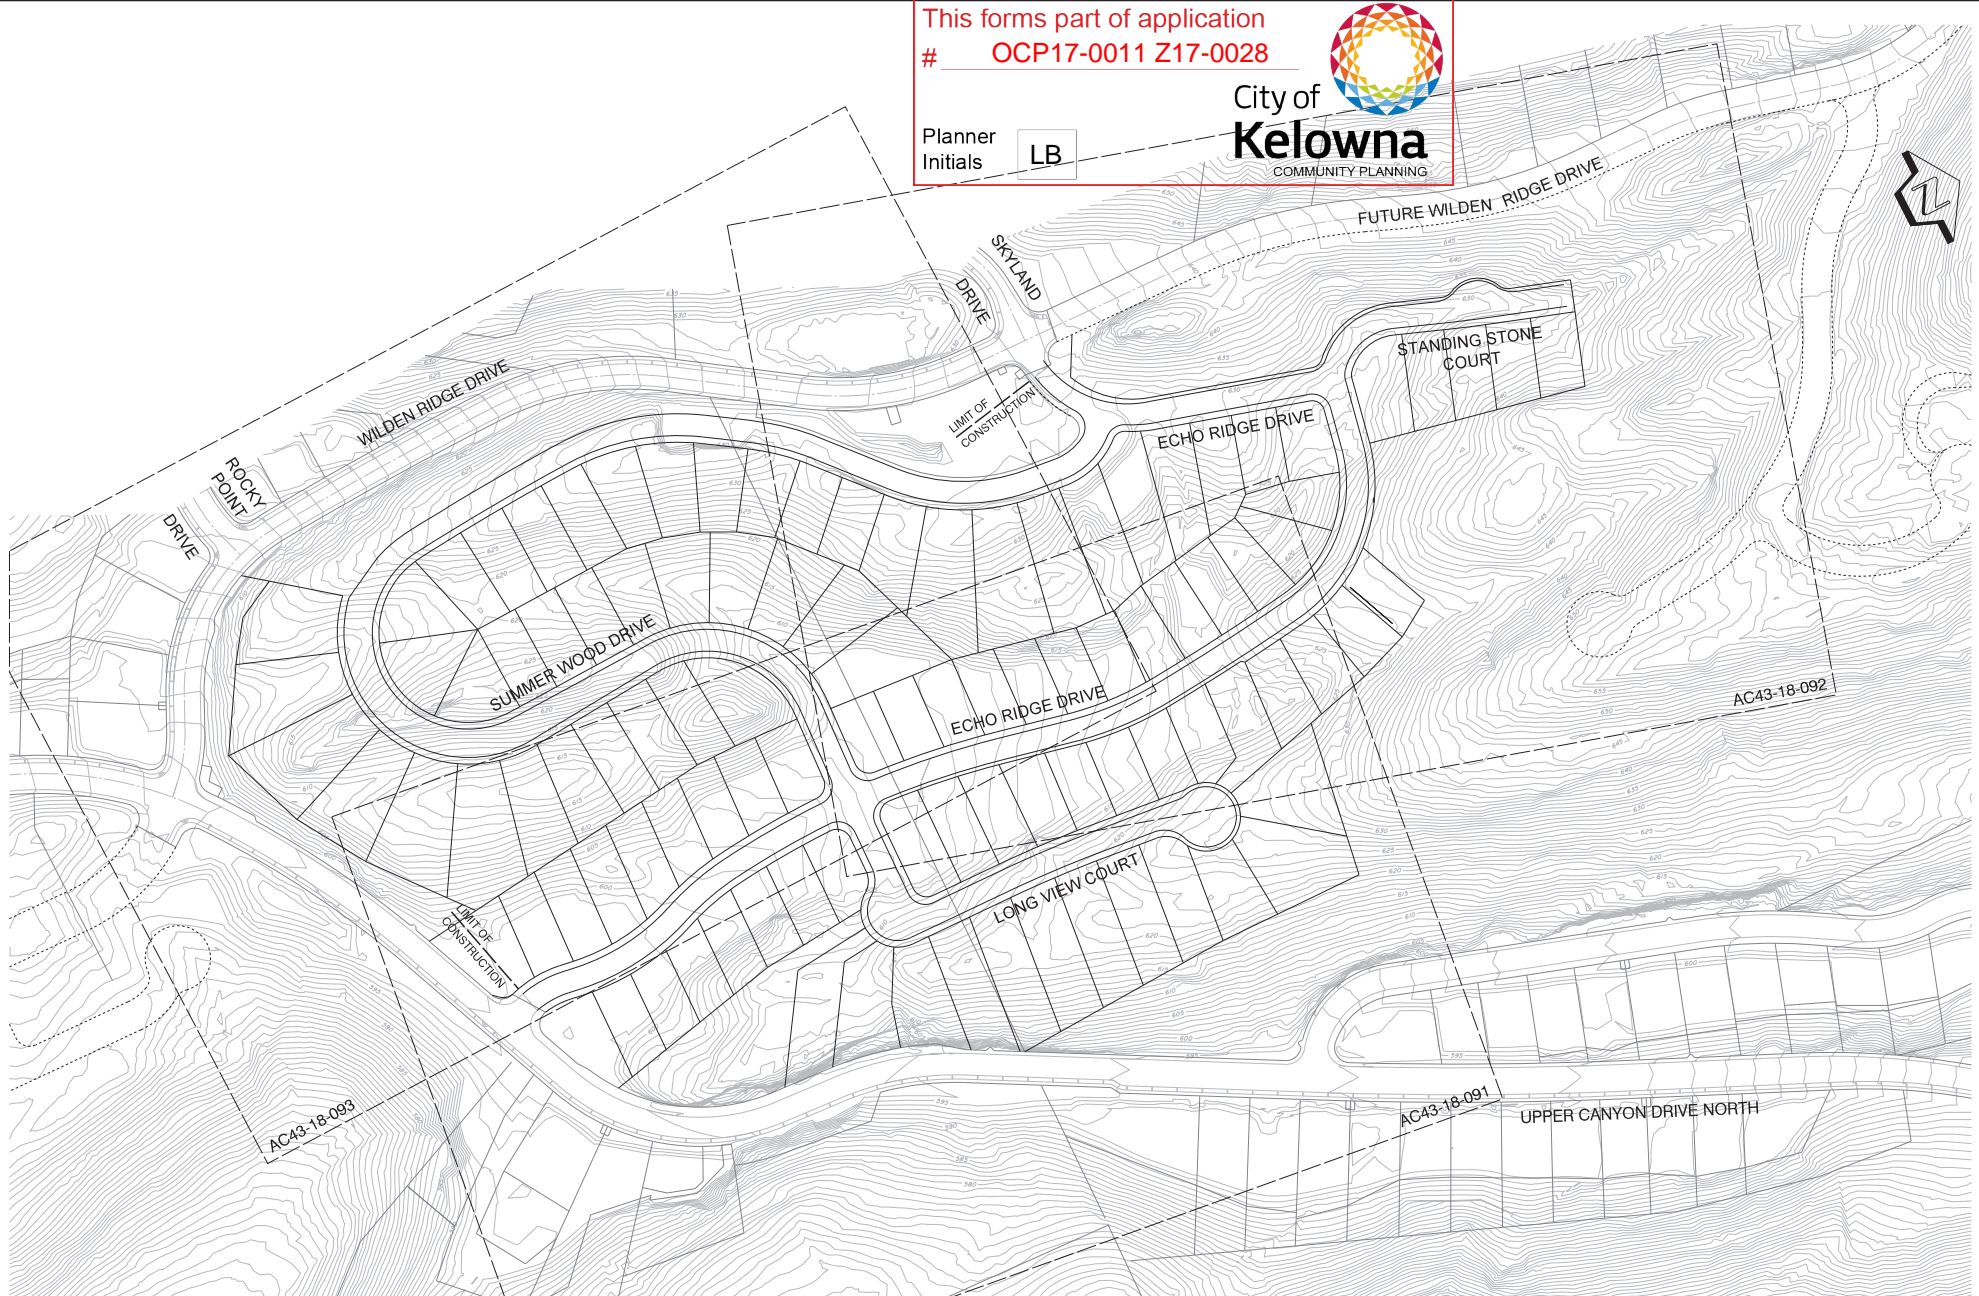 This forms part of application
# OCP17-0011 Z17-0028
City of
Kelowna
COMMUNITY PLANNING
Planner
Initials
LB
FUTURE WILDEN RIDGE DRIVE
SKYLAND
DRIVE
STANDING STONE
COURT
WILDEN RIDGE DRIVE
LIMIT OF
CONSTRUCTION
ECHO RIDGE DRIVE
ROCKY
POINT
DRIVE
SUMMER WOOD DRIVE
ECHO RIDGE DRIVE
AC43-18-092
LONG VIEW COURT
LIMIT OF
CONSTRUCTION
AC43-18-093
AC43-18-091
UPPER CANYON DRIVE NORTH